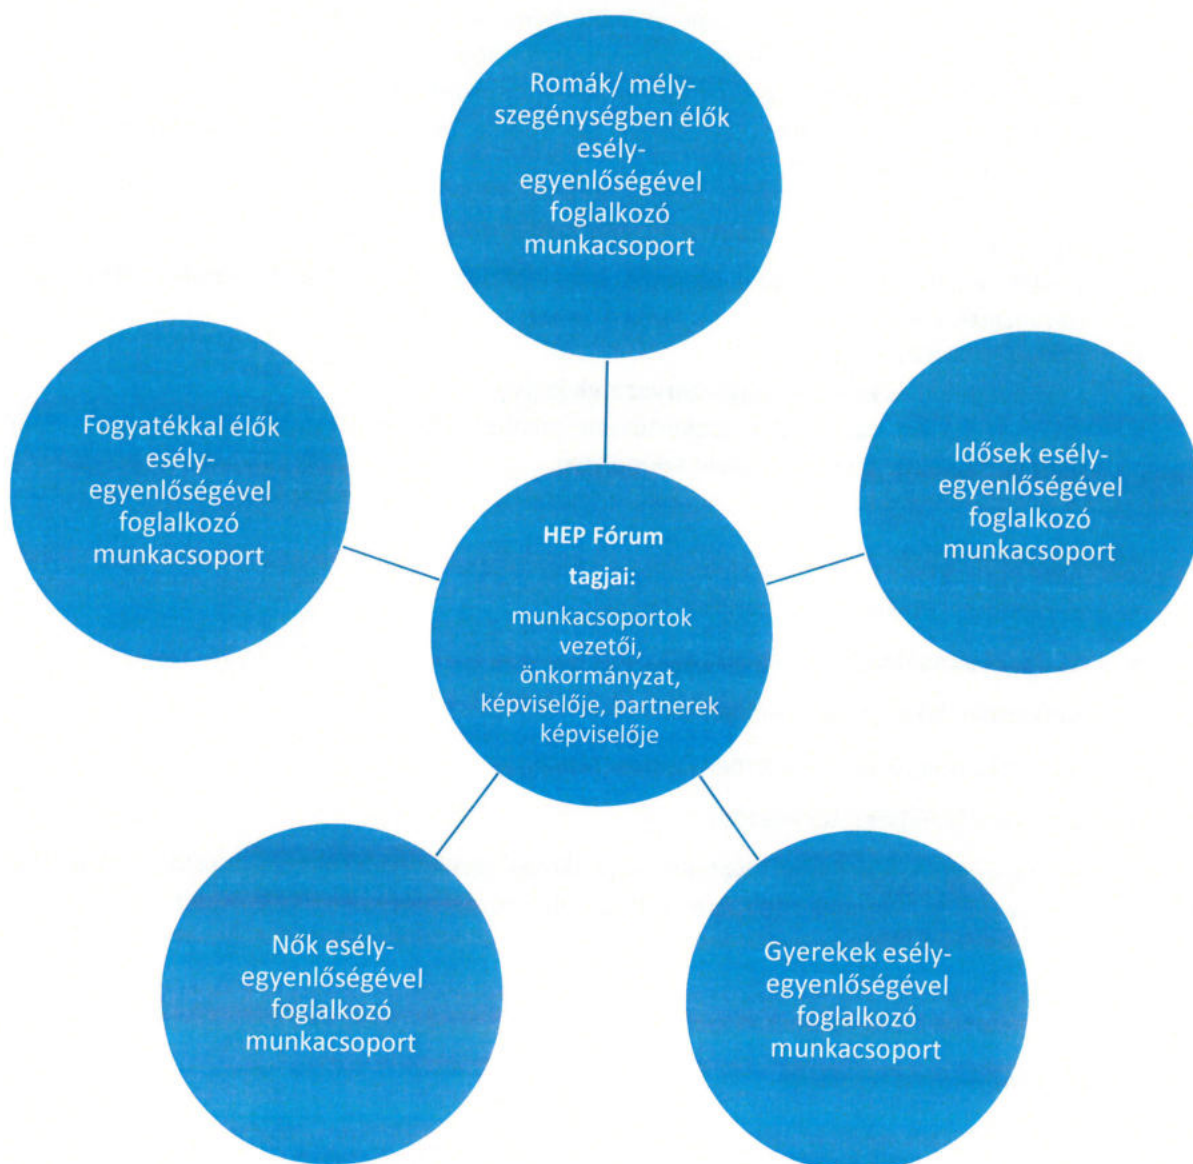 Romák/ mély-
szegénységben élők
esély-
egyenlőségével
foglalkozó
munkacsoport
Fogyatékkal élők
esély-
egyenlőségével
foglalkozó
munkacsoport
Idősek esély-
egyenlőségével
foglalkozó
munkacsoport
HEP Fórum
tagjai:
munkacsoportok
vezetői,
önkormányzat,
képviselője, partnerek
képviselője
Nők esély-
egyenlőségével
foglalkozó
munkacsoport
Gyerekek esély-
egyenlőségével
foglalkozó
munkacsoport